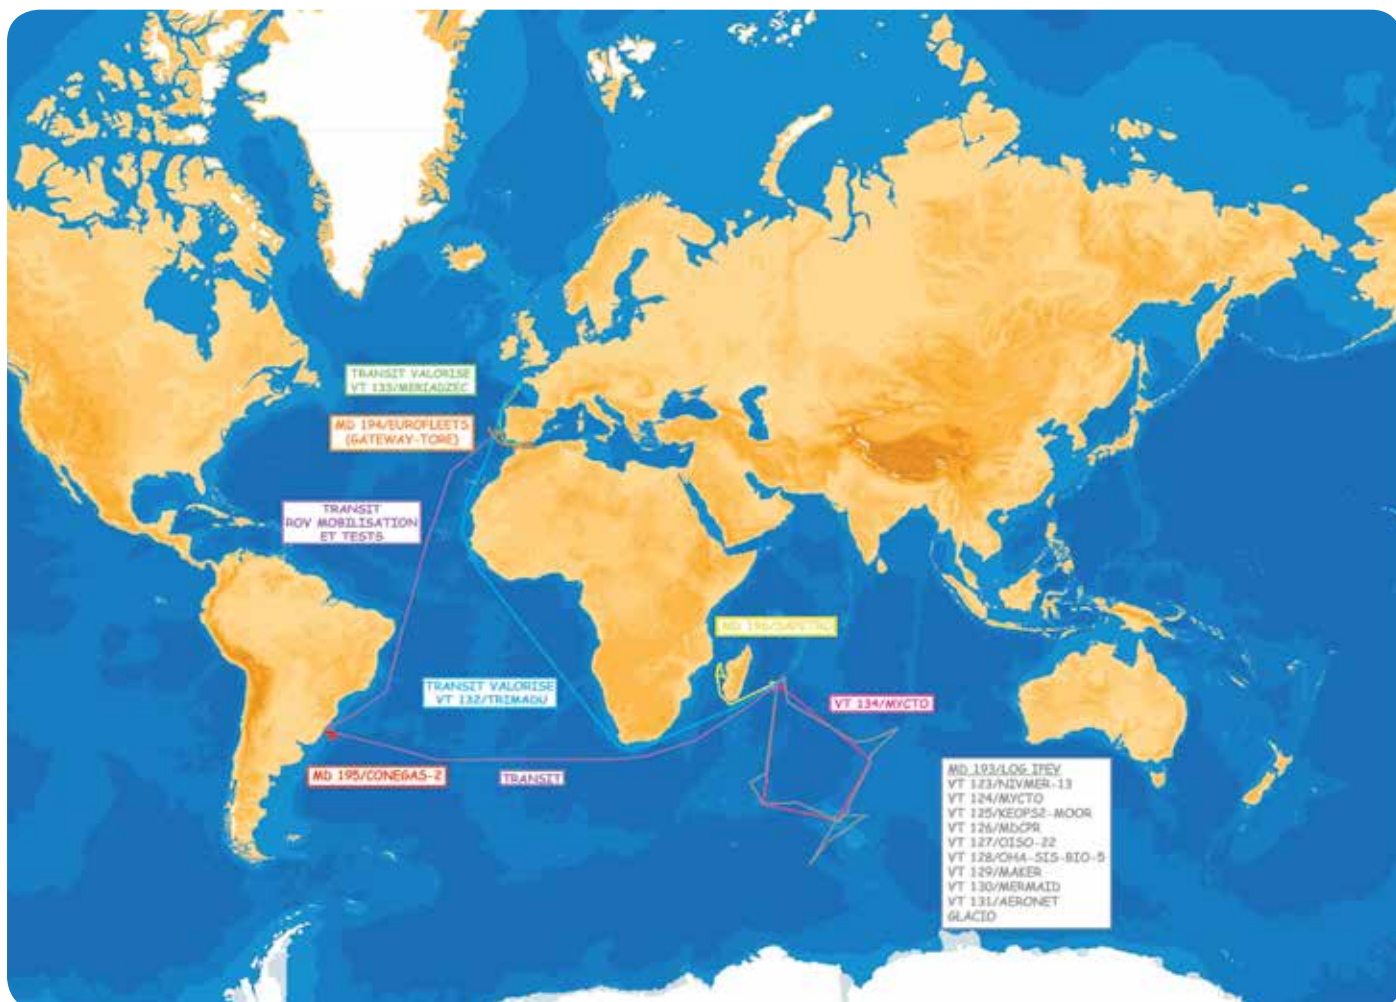 TRANSIT VALORISE
VT 133/MERIADZEC
MD 194/EUROFLEETS
(GATEWAY-TORE)
TRANSIT
ROV MOBILISATION
ET TESTS
MD 196/SAPETRO
TRANSIT VALORISE
VT 132/TRIMADU
VT 134/MYCTO
MD 195/CONEGAS-2
TRANSIT
MD 193/LOG IPEV
VT 123/NIVMER-13
VT 124/MYCTO
VT 125/KEOPS2-MOOR
VT 126/MDCPR
VT 127/OISO-22
VT 128/OHA-SIS-BIO-5
VT 129/MAKER
VT 130/MERMAID
VT 131/AERONET
GLACIO